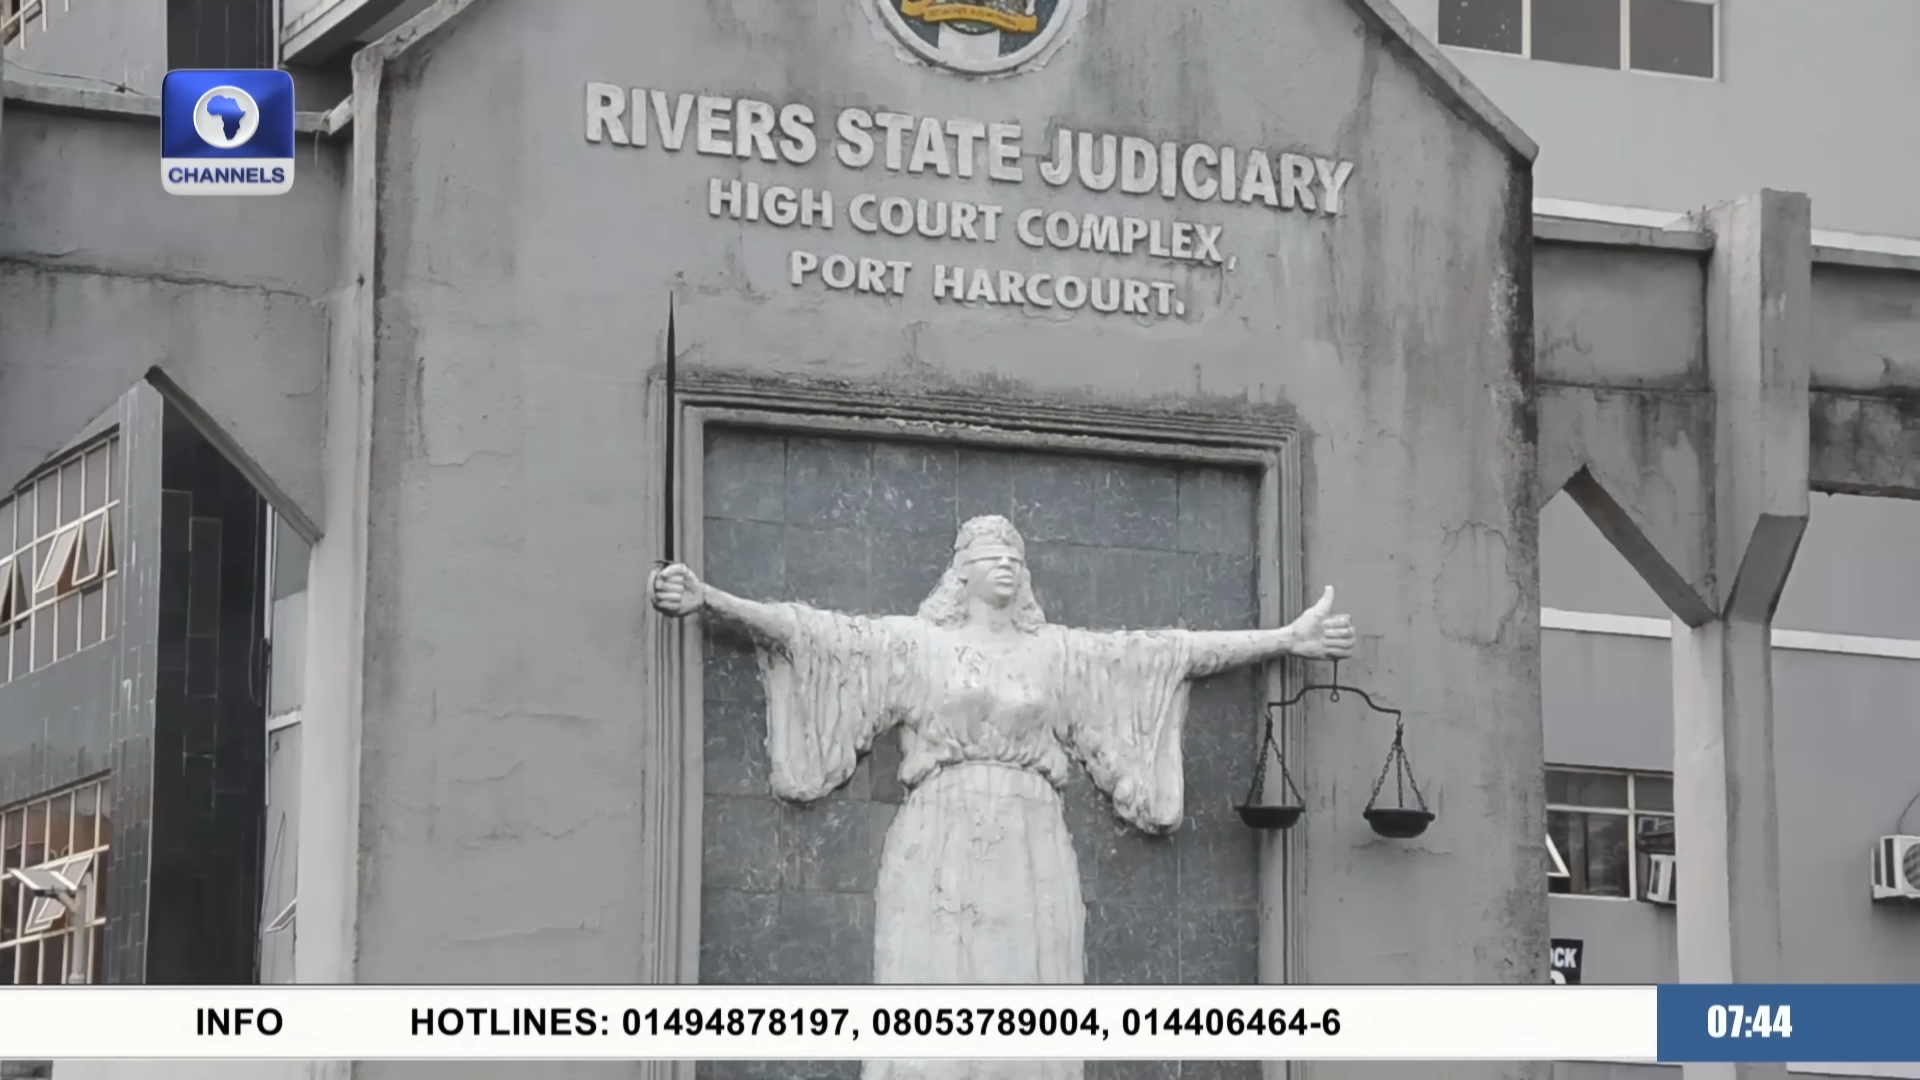 CHANNELS
RIVERS STATE JUDICIARY
HIGH COURT COMPLEX,
PORT HARCOURT.
INFO HOTLINES: 01494878197, 08053789004, 014406464-6
07:44